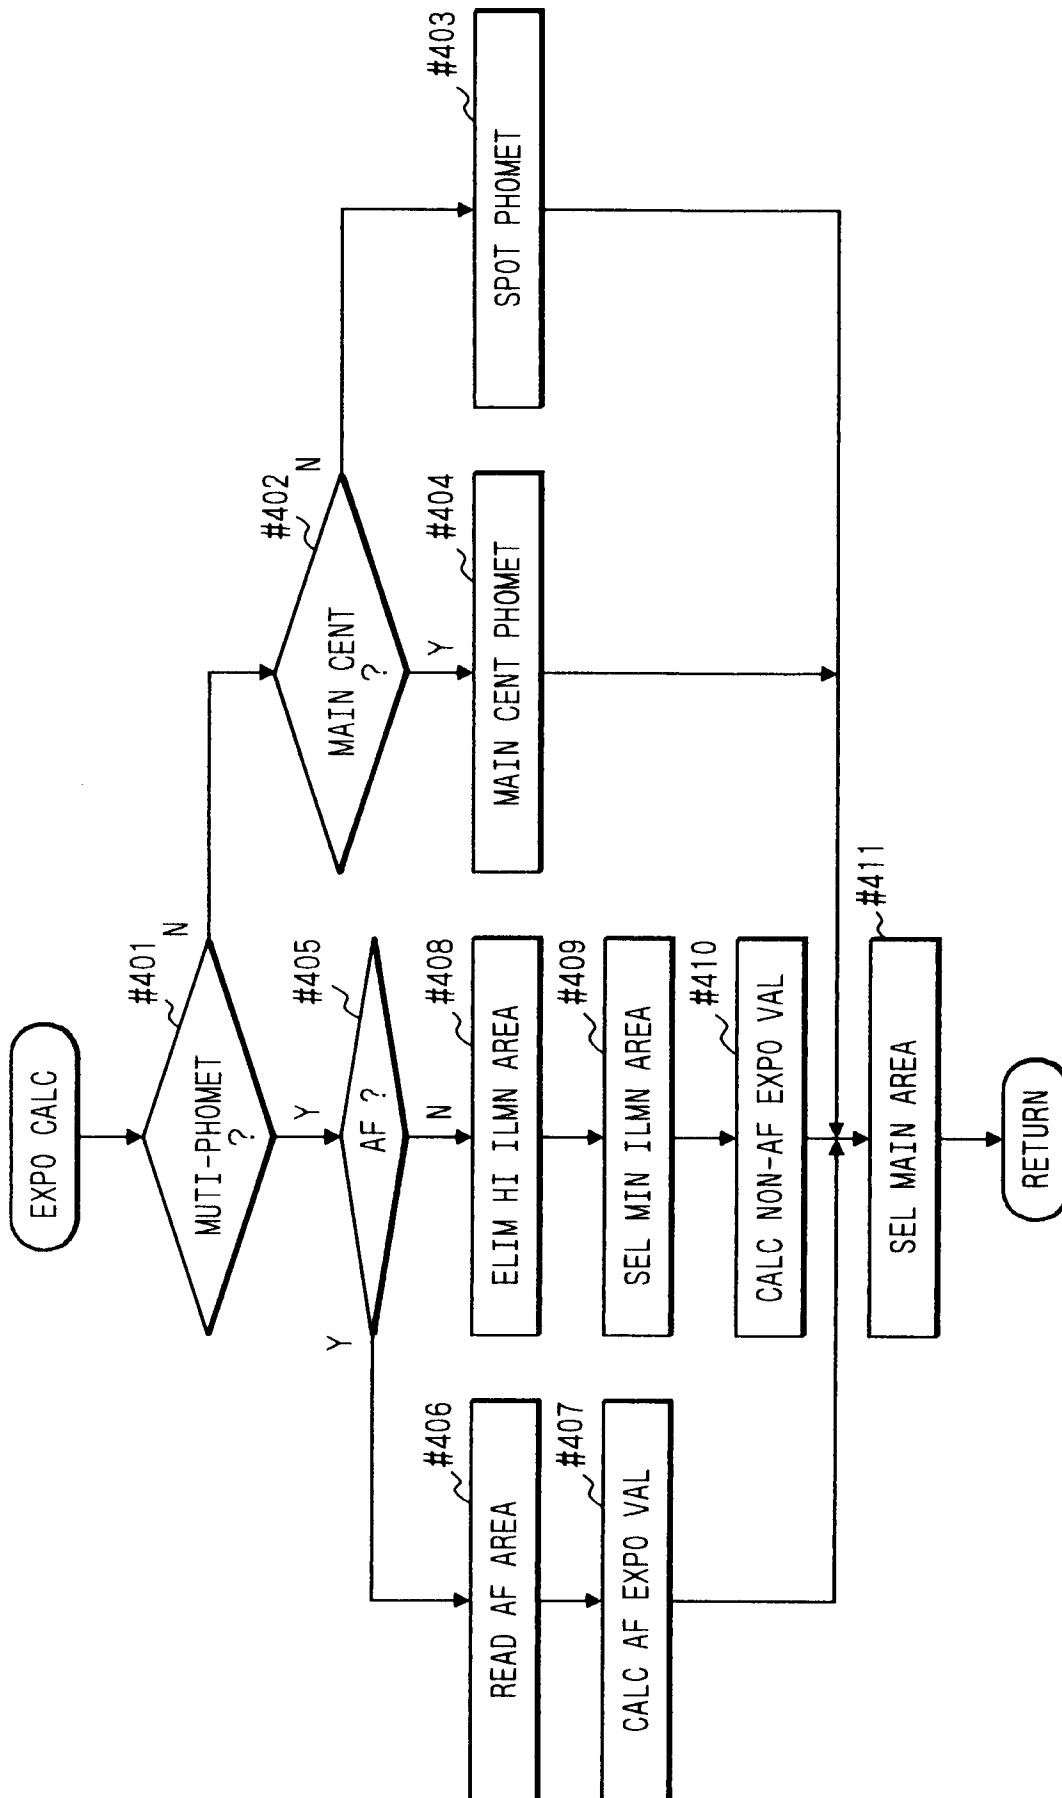 EXPO CALC
#401
MUTI-PHOMET
?
N
Y
#402
MAIN CENT
?
N
Y
#405
AF ?
Y
N
#403
SPOT PHOMET
#404
MAIN CENT PHOMET
#406
READ AF AREA
#407
CALC AF EXPO VAL
#408
ELIM HI ILMN AREA
#409
SEL MIN ILMN AREA
#410
CALC NON-AF EXPO VAL
#411
SEL MAIN AREA
RETURN